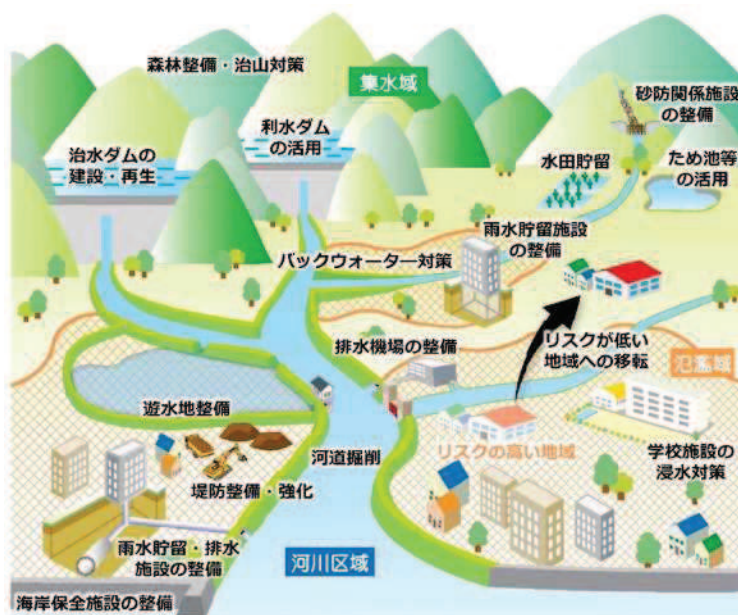 森林整備・治山対策
集水域
砂防関係施設
の整備
利水ダム
の活用
治水ダムの
建設・再生
水田貯留
ため池等
の活用
雨水貯留施設
の整備
バックウォーター対策
排水機場の整備
リスクが低い
地域への移転
氾濫域
遊水地整備
リスクの高い地域
河道掘削
学校施設の
浸水対策
堤防整備・強化
雨水貯留・排水
施設の整備
河川区域
海岸保全施設の整備